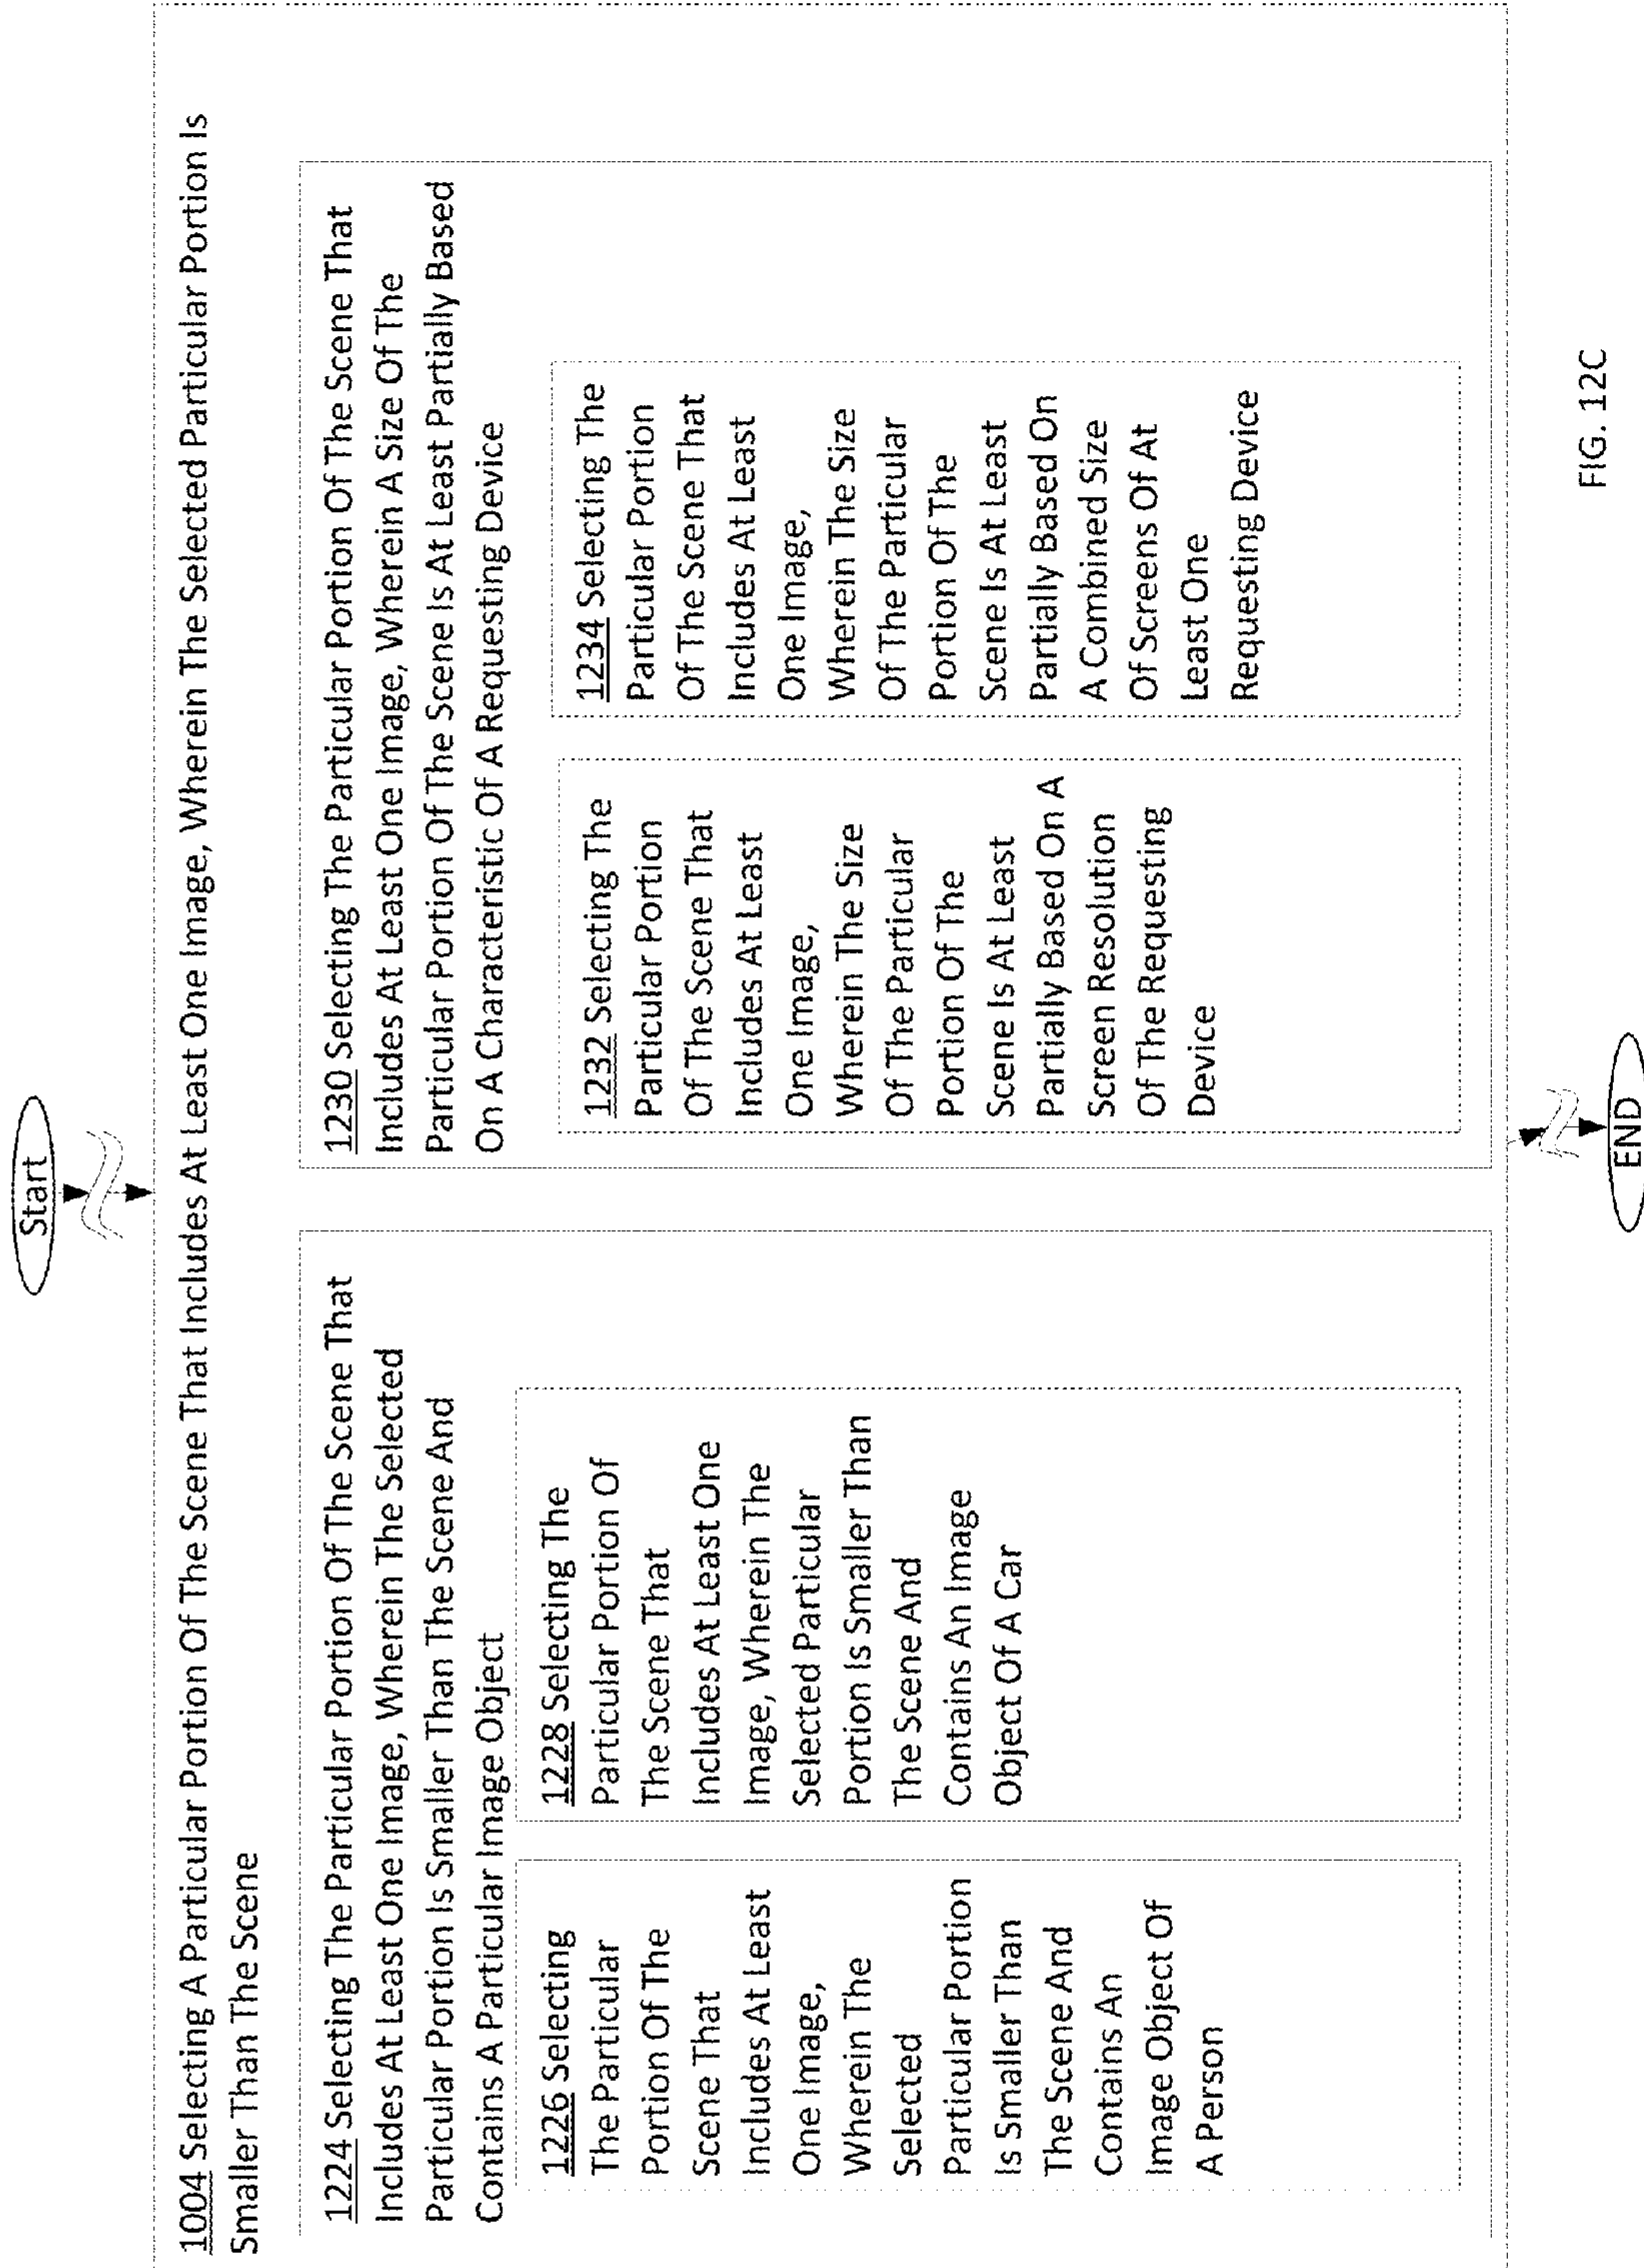 Start
1004 Selecting A Particular Portion Of The Scene That Includes At Least One Image, Wherein The Selected Particular Portion Is
Smaller Than The Scene
1224 Selecting The Particular Portion Of The Scene That
Includes At Least One Image, Wherein The Selected
Particular Portion Is Smaller Than The Scene And
Contains A Particular Image Object
1226 Selecting
The Particular
Portion Of The
Scene That
Includes At Least
One Image,
Wherein The
Selected
Particular Portion
Is Smaller Than
The Scene And
Contains An
Image Object Of
A Person
1228 Selecting The
Particular Portion Of
The Scene That
Includes At Least One
Image, Wherein The
Selected Particular
Portion Is Smaller Than
The Scene And
Contains An Image
Object Of A Car
1230 Selecting The Particular Portion Of The Scene That
Includes At Least One Image, Wherein A Size Of The
Particular Portion Of The Scene Is At Least Partially Based
On A Characteristic Of A Requesting Device
1232 Selecting The
Particular Portion
Of The Scene That
Includes At Least
One Image,
Wherein The Size
Of The Particular
Portion Of The
Scene Is At Least
Partially Based On A
Screen Resolution
Of The Requesting
Device
1234 Selecting The
Particular Portion
Of The Scene That
Includes At Least
One Image,
Wherein The Size
Of The Particular
Portion Of The
Scene Is At Least
Partially Based On
A Combined Size
Of Screens Of At
Least One
Requesting Device
END
FIG. 12C